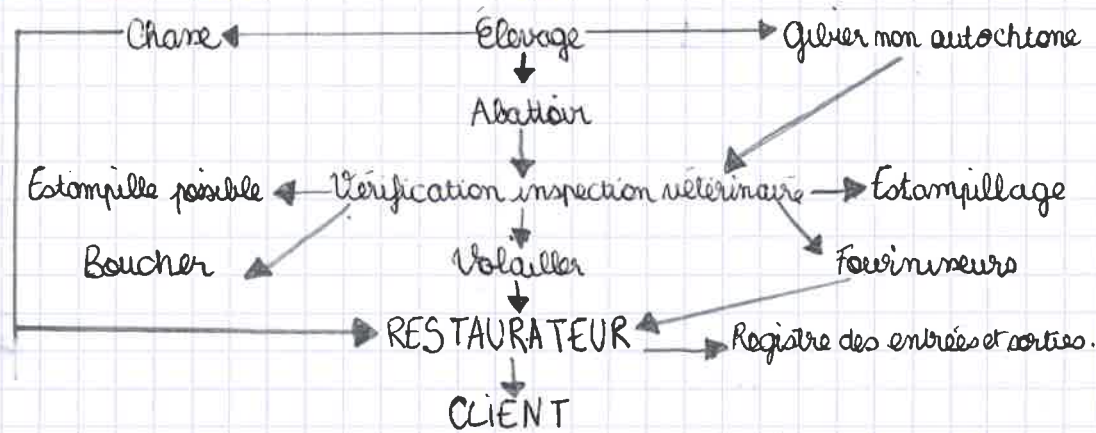 Chasse Élevage Gibier non autochtone
Abattoir
Estampille possible Vérification inspection vétérinaire Estampillage
Boucher Volailler Fournisseurs
RESTAURATEUR Registre des entrées et sorties.
CLIENT